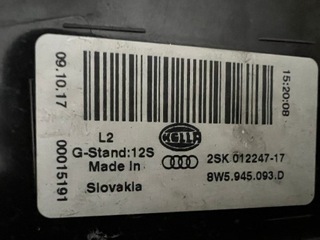 09.10.17
00015191
15:20:08
L2
G-Stand:12S
Made in
Slovakia
HELLA
2SK 012247-17
8W5.945.093.D